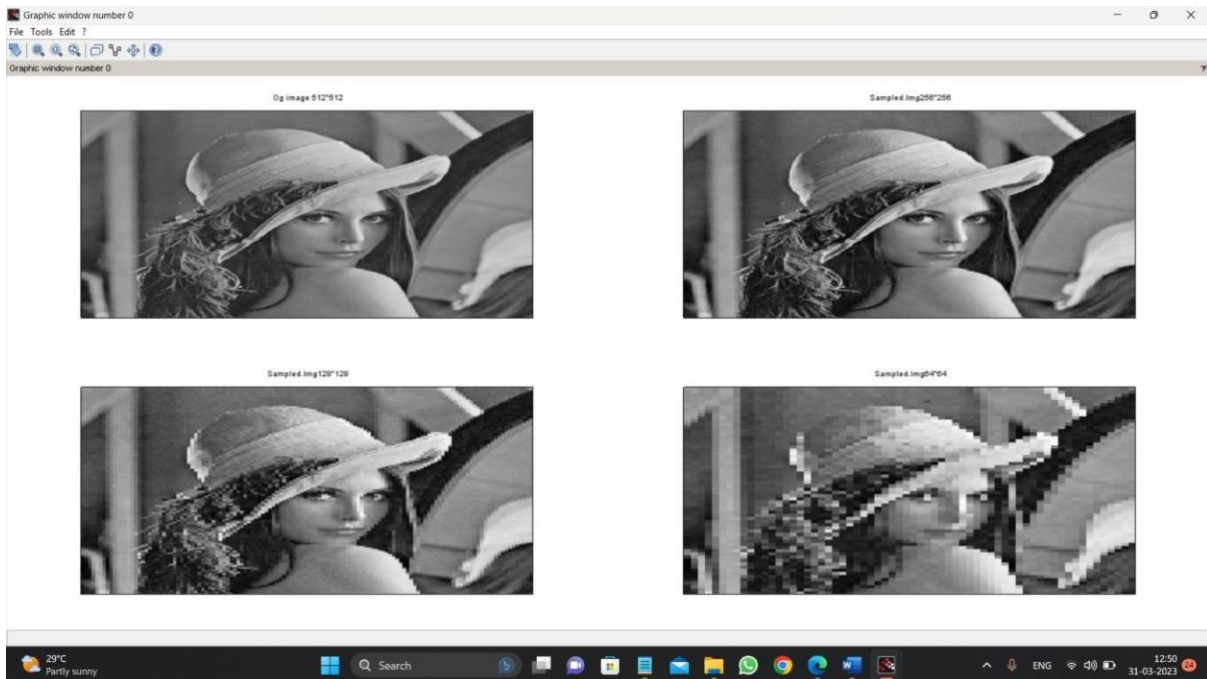 Graphic window number 0
File Tools Edit ?
Graphic window number 0
?
Og image 512*512
Sampled.Img256*256
Sampled.Img128*128
Sampled.Img64*64
29°C
Partly sunny
Search
ENG
12:50
31-03-2023
24